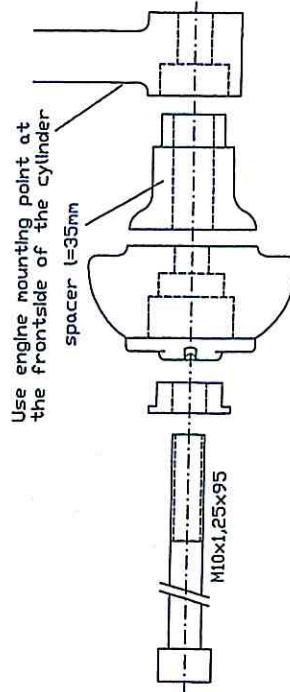 Use engine mounting point at
the frontside of the cylinder
spacer l=35mm
M10x1,25x95